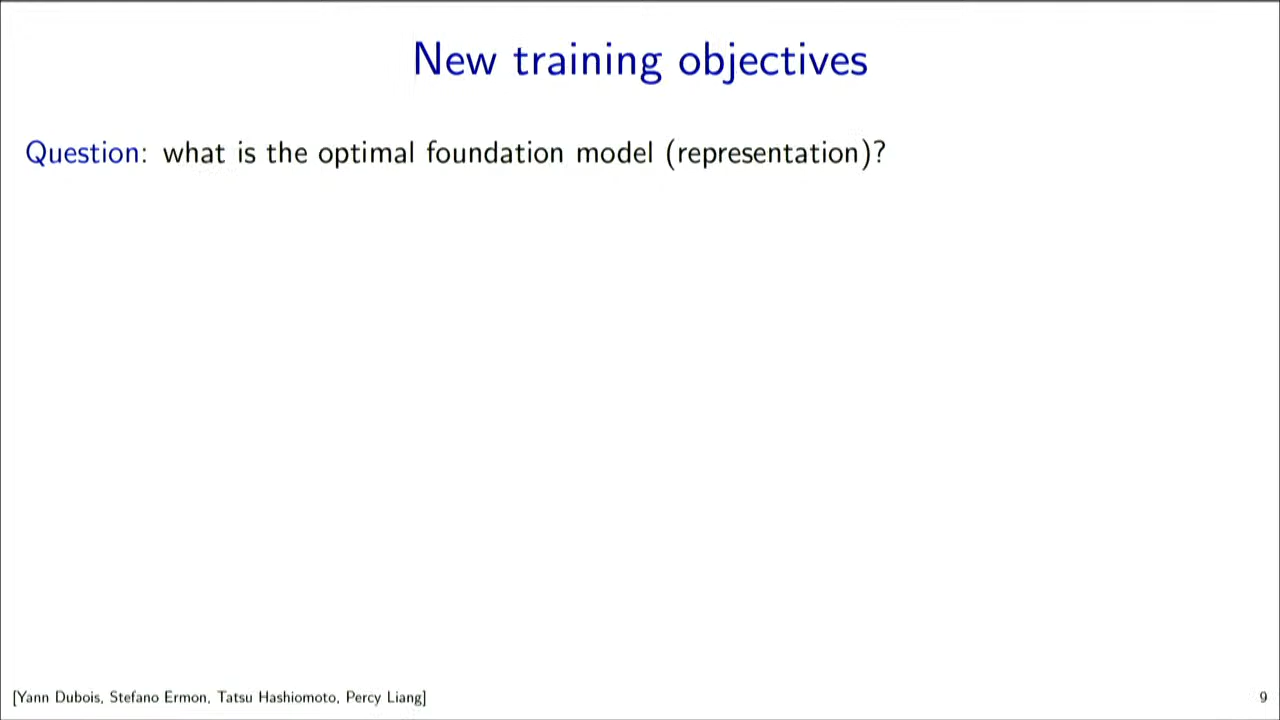 New training objectives
Question: what is the optimal foundation model (representation)?
[Yann Dubois, Stefano Ermon, Tatsu Hashiomoto, Percy Liang]
9